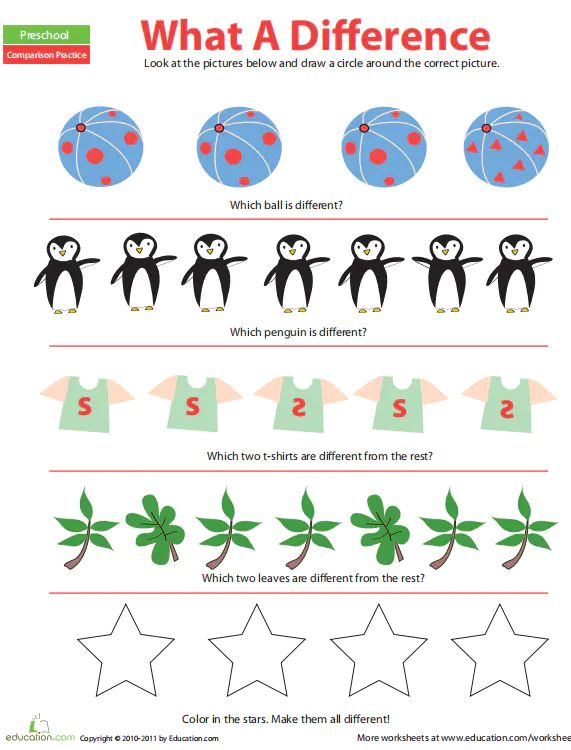 Preschool
Comparison Practice
What A Difference
Look at the pictures below and draw a circle around the correct picture.
Which ball is different?
Which penguin is different?
S S Ƨ S Ƨ
Which two t-shirts are different from the rest?
Which two leaves are different from the rest?
Color in the stars. Make them all different!
education.com Copyright © 2010-2011 by Education.com More worksheets at www.education.com/workshee